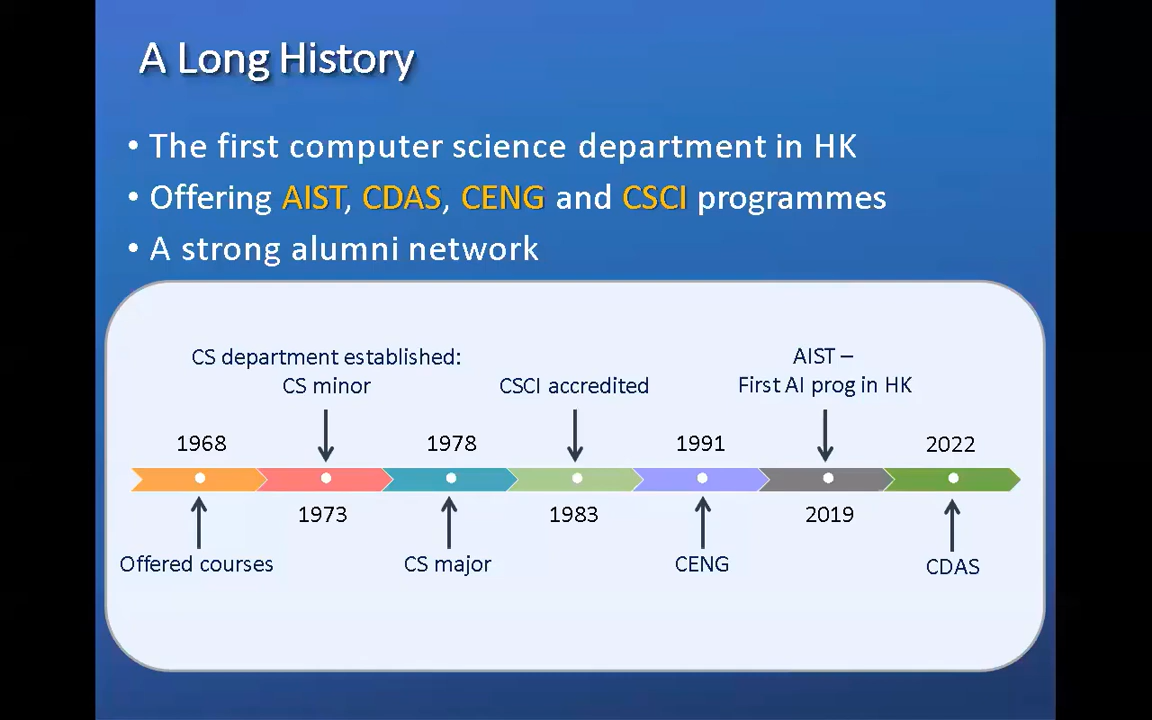 A Long History
• The first computer science department in HK
• Offering AIST, CDAS, CENG and CSCI programmes
• A strong alumni network
CS department established:
CS minor
CSCI accredited
AIST –
First AI prog in HK
1968
1978
1991
2022
1973
1983
2019
Offered courses
CS major
CENG
CDAS